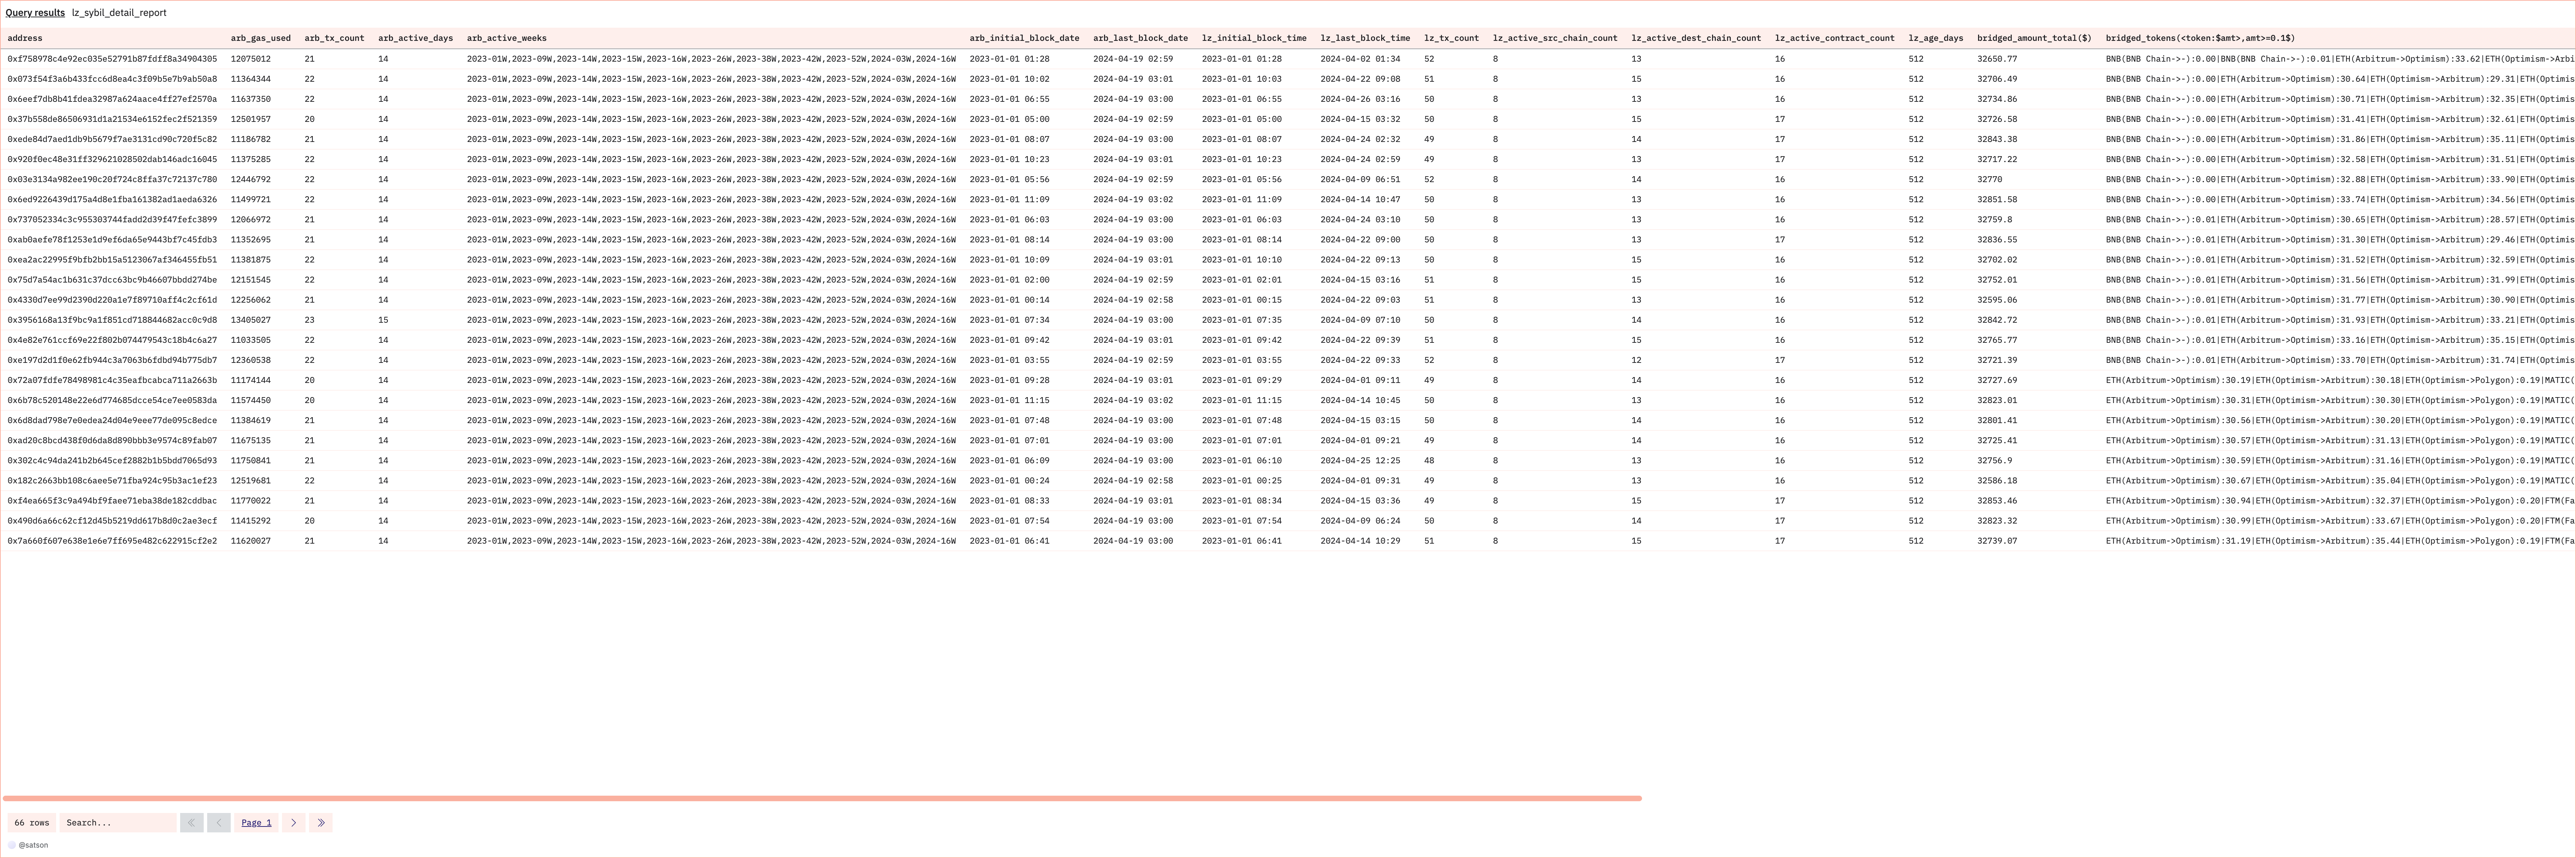 Query results lz_sybil_detail_report
address arb_gas_used arb_tx_count arb_active_days arb_active_weeks arb_initial_block_date arb_last_block_date lz_initial_block_time lz_last_block_time lz_tx_count lz_active_src_chain_count lz_active_dest_chain_count lz_active_contract_count lz_age_days bridged_amount_total($) bridged_tokens(<token:$amt>,amt>=0.1$)
0xf758978c4e92ec035e52791b87fdff8a34904305 12075012 21 14 2023-01W,2023-09W,2023-14W,2023-15W,2023-16W,2023-26W,2023-38W,2023-42W,2023-52W,2024-03W,2024-16W 2023-01-01 01:28 2024-04-19 02:59 2023-01-01 01:28 2024-04-02 01:34 52 8 13 16 512 32650.77 BNB(BNB Chain->-):0.00|BNB(BNB Chain->-):0.01|ETH(Arbitrum->Optimism):33.62|ETH(Optimism->Arbi
0x073f54f3a6b433fcc6d8ea4c3f09b5e7b9ab50a8 11364344 22 14 2023-01W,2023-09W,2023-14W,2023-15W,2023-16W,2023-26W,2023-38W,2023-42W,2023-52W,2024-03W,2024-16W 2023-01-01 10:02 2024-04-19 03:01 2023-01-01 10:03 2024-04-22 09:08 51 8 15 16 512 32706.49 BNB(BNB Chain->-):0.00|ETH(Arbitrum->Optimism):30.64|ETH(Optimism->Arbitrum):29.31|ETH(Optimis
0x6eef7db8b41fdea32987a624aace4ff27ef2570a 11637350 22 14 2023-01W,2023-09W,2023-14W,2023-15W,2023-16W,2023-26W,2023-38W,2023-42W,2023-52W,2024-03W,2024-16W 2023-01-01 06:55 2024-04-19 03:00 2023-01-01 06:55 2024-04-26 03:16 50 8 13 16 512 32734.86 BNB(BNB Chain->-):0.00|ETH(Arbitrum->Optimism):30.71|ETH(Optimism->Arbitrum):32.35|ETH(Optimis
0x37b558de86506931d1a21534e6152fec2f521359 12501957 20 14 2023-01W,2023-09W,2023-14W,2023-15W,2023-16W,2023-26W,2023-38W,2023-42W,2023-52W,2024-03W,2024-16W 2023-01-01 05:00 2024-04-19 02:59 2023-01-01 05:00 2024-04-15 03:32 50 8 15 17 512 32726.58 BNB(BNB Chain->-):0.00|ETH(Arbitrum->Optimism):31.41|ETH(Optimism->Arbitrum):32.61|ETH(Optimis
0xede84d7aed1db9b5679f7ae3131cd90c720f5c82 11186782 21 14 2023-01W,2023-09W,2023-14W,2023-15W,2023-16W,2023-26W,2023-38W,2023-42W,2023-52W,2024-03W,2024-16W 2023-01-01 08:07 2024-04-19 03:00 2023-01-01 08:07 2024-04-24 02:32 49 8 14 17 512 32843.38 BNB(BNB Chain->-):0.00|ETH(Arbitrum->Optimism):31.86|ETH(Optimism->Arbitrum):35.11|ETH(Optimis
0x920f0ec48e31ff329621028502dab146adc16045 11375285 22 14 2023-01W,2023-09W,2023-14W,2023-15W,2023-16W,2023-26W,2023-38W,2023-42W,2023-52W,2024-03W,2024-16W 2023-01-01 10:23 2024-04-19 03:01 2023-01-01 10:23 2024-04-24 02:59 49 8 13 17 512 32717.22 BNB(BNB Chain->-):0.00|ETH(Arbitrum->Optimism):32.58|ETH(Optimism->Arbitrum):31.51|ETH(Optimis
0x03e3134a982ee190c20f724c8ffa37c72137c780 12446792 22 14 2023-01W,2023-09W,2023-14W,2023-15W,2023-16W,2023-26W,2023-38W,2023-42W,2023-52W,2024-03W,2024-16W 2023-01-01 05:56 2024-04-19 02:59 2023-01-01 05:56 2024-04-09 06:51 52 8 14 16 512 32770 BNB(BNB Chain->-):0.00|ETH(Arbitrum->Optimism):32.88|ETH(Optimism->Arbitrum):33.90|ETH(Optimis
0x6ed9226439d175a4d8e1fba161382ad1aeda6326 11499721 22 14 2023-01W,2023-09W,2023-14W,2023-15W,2023-16W,2023-26W,2023-38W,2023-42W,2023-52W,2024-03W,2024-16W 2023-01-01 11:09 2024-04-19 03:02 2023-01-01 11:09 2024-04-14 10:47 50 8 13 16 512 32851.58 BNB(BNB Chain->-):0.00|ETH(Arbitrum->Optimism):33.74|ETH(Optimism->Arbitrum):34.56|ETH(Optimis
0x737052334c3c955303744fadd2d39f47fefc3899 12066972 21 14 2023-01W,2023-09W,2023-14W,2023-15W,2023-16W,2023-26W,2023-38W,2023-42W,2023-52W,2024-03W,2024-16W 2023-01-01 06:03 2024-04-19 03:00 2023-01-01 06:03 2024-04-24 03:10 50 8 13 16 512 32759.8 BNB(BNB Chain->-):0.01|ETH(Arbitrum->Optimism):30.65|ETH(Optimism->Arbitrum):28.57|ETH(Optimis
0xab0aefe78f1253e1d9ef6da65e9443bf7c45fdb3 11352695 21 14 2023-01W,2023-09W,2023-14W,2023-15W,2023-16W,2023-26W,2023-38W,2023-42W,2023-52W,2024-03W,2024-16W 2023-01-01 08:14 2024-04-19 03:00 2023-01-01 08:14 2024-04-22 09:00 50 8 13 17 512 32836.55 BNB(BNB Chain->-):0.01|ETH(Arbitrum->Optimism):31.30|ETH(Optimism->Arbitrum):29.46|ETH(Optimis
0xea2ac22995f9bfb2bb15a5123067af346455fb51 11381875 22 14 2023-01W,2023-09W,2023-14W,2023-15W,2023-16W,2023-26W,2023-38W,2023-42W,2023-52W,2024-03W,2024-16W 2023-01-01 10:09 2024-04-19 03:01 2023-01-01 10:10 2024-04-22 09:13 50 8 15 16 512 32702.02 BNB(BNB Chain->-):0.01|ETH(Arbitrum->Optimism):31.52|ETH(Optimism->Arbitrum):32.59|ETH(Optimis
0x75d7a54ac1b631c37dcc63bc9b46607bbdd274be 12151545 22 14 2023-01W,2023-09W,2023-14W,2023-15W,2023-16W,2023-26W,2023-38W,2023-42W,2023-52W,2024-03W,2024-16W 2023-01-01 02:00 2024-04-19 02:59 2023-01-01 02:01 2024-04-15 03:16 51 8 15 16 512 32752.01 BNB(BNB Chain->-):0.01|ETH(Arbitrum->Optimism):31.56|ETH(Optimism->Arbitrum):31.99|ETH(Optimis
0x4330d7ee99d2390d220a1e7f89710aff4c2cf61d 12256062 21 14 2023-01W,2023-09W,2023-14W,2023-15W,2023-16W,2023-26W,2023-38W,2023-42W,2023-52W,2024-03W,2024-16W 2023-01-01 00:14 2024-04-19 02:58 2023-01-01 00:15 2024-04-22 09:03 51 8 13 16 512 32595.06 BNB(BNB Chain->-):0.01|ETH(Arbitrum->Optimism):31.77|ETH(Optimism->Arbitrum):30.90|ETH(Optimis
0x3956168a13f9bc9a1f851cd718844682acc0c9d8 13405027 23 15 2023-01W,2023-09W,2023-14W,2023-15W,2023-16W,2023-26W,2023-38W,2023-42W,2023-52W,2024-03W,2024-16W 2023-01-01 07:34 2024-04-19 03:00 2023-01-01 07:35 2024-04-09 07:10 50 8 14 16 512 32842.72 BNB(BNB Chain->-):0.01|ETH(Arbitrum->Optimism):31.93|ETH(Optimism->Arbitrum):33.21|ETH(Optimis
0x4e82e761ccf69e22f802b074479543c18b4c6a27 11033505 22 14 2023-01W,2023-09W,2023-14W,2023-15W,2023-16W,2023-26W,2023-38W,2023-42W,2023-52W,2024-03W,2024-16W 2023-01-01 09:42 2024-04-19 03:01 2023-01-01 09:42 2024-04-22 09:39 51 8 15 16 512 32765.77 BNB(BNB Chain->-):0.01|ETH(Arbitrum->Optimism):33.16|ETH(Optimism->Arbitrum):35.15|ETH(Optimis
0xe197d2d1f0e62fb944c3a7063b6fdbd94b775db7 12360538 22 14 2023-01W,2023-09W,2023-14W,2023-15W,2023-16W,2023-26W,2023-38W,2023-42W,2023-52W,2024-03W,2024-16W 2023-01-01 03:55 2024-04-19 02:59 2023-01-01 03:55 2024-04-22 09:33 52 8 12 17 512 32721.39 BNB(BNB Chain->-):0.01|ETH(Arbitrum->Optimism):33.70|ETH(Optimism->Arbitrum):31.74|ETH(Optimis
0x72a07fdfe78498981c4c35eafbcabca711a2663b 11174144 20 14 2023-01W,2023-09W,2023-14W,2023-15W,2023-16W,2023-26W,2023-38W,2023-42W,2023-52W,2024-03W,2024-16W 2023-01-01 09:28 2024-04-19 03:01 2023-01-01 09:29 2024-04-01 09:11 49 8 14 16 512 32727.69 ETH(Arbitrum->Optimism):30.19|ETH(Optimism->Arbitrum):30.18|ETH(Optimism->Polygon):0.19|MATIC(
0x6b78c520148e22e6d774685dcce54ce7ee0583da 11574450 20 14 2023-01W,2023-09W,2023-14W,2023-15W,2023-16W,2023-26W,2023-38W,2023-42W,2023-52W,2024-03W,2024-16W 2023-01-01 11:15 2024-04-19 03:02 2023-01-01 11:15 2024-04-14 10:45 50 8 13 16 512 32823.01 ETH(Arbitrum->Optimism):30.31|ETH(Optimism->Arbitrum):30.30|ETH(Optimism->Polygon):0.19|MATIC(
0x6d8dad798e7e0edea24d04e9eee77de095c8edce 11384619 21 14 2023-01W,2023-09W,2023-14W,2023-15W,2023-16W,2023-26W,2023-38W,2023-42W,2023-52W,2024-03W,2024-16W 2023-01-01 07:48 2024-04-19 03:00 2023-01-01 07:48 2024-04-15 03:15 50 8 13 16 512 32801.41 ETH(Arbitrum->Optimism):30.56|ETH(Optimism->Arbitrum):30.20|ETH(Optimism->Polygon):0.19|MATIC(
0xad20c8bcd438f0d6da8d890bbb3e9574c89fab07 11675135 21 14 2023-01W,2023-09W,2023-14W,2023-15W,2023-16W,2023-26W,2023-38W,2023-42W,2023-52W,2024-03W,2024-16W 2023-01-01 07:01 2024-04-19 03:00 2023-01-01 07:01 2024-04-01 09:21 49 8 14 16 512 32725.41 ETH(Arbitrum->Optimism):30.57|ETH(Optimism->Arbitrum):31.13|ETH(Optimism->Polygon):0.19|MATIC(
0x302c4c94da241b2b645cef2882b1b5bdd7065d93 11750841 21 14 2023-01W,2023-09W,2023-14W,2023-15W,2023-16W,2023-26W,2023-38W,2023-42W,2023-52W,2024-03W,2024-16W 2023-01-01 06:09 2024-04-19 03:00 2023-01-01 06:10 2024-04-25 12:25 48 8 13 16 512 32756.9 ETH(Arbitrum->Optimism):30.59|ETH(Optimism->Arbitrum):31.16|ETH(Optimism->Polygon):0.19|MATIC(
0x182c2663bb108c6aee5e71fba924c95b3ac1ef23 12519681 22 14 2023-01W,2023-09W,2023-14W,2023-15W,2023-16W,2023-26W,2023-38W,2023-42W,2023-52W,2024-03W,2024-16W 2023-01-01 00:24 2024-04-19 02:58 2023-01-01 00:25 2024-04-01 09:31 49 8 13 16 512 32586.18 ETH(Arbitrum->Optimism):30.67|ETH(Optimism->Arbitrum):35.04|ETH(Optimism->Polygon):0.19|MATIC(
0xf4ea665f3c9a494bf9faee71eba38de182cddbac 11770022 21 14 2023-01W,2023-09W,2023-14W,2023-15W,2023-16W,2023-26W,2023-38W,2023-42W,2023-52W,2024-03W,2024-16W 2023-01-01 08:33 2024-04-19 03:01 2023-01-01 08:34 2024-04-15 03:36 49 8 15 17 512 32853.46 ETH(Arbitrum->Optimism):30.94|ETH(Optimism->Arbitrum):32.37|ETH(Optimism->Polygon):0.20|FTM(Fa
0x490d6a66c62cf12d45b5219dd617b8d0c2ae3ecf 11415292 20 14 2023-01W,2023-09W,2023-14W,2023-15W,2023-16W,2023-26W,2023-38W,2023-42W,2023-52W,2024-03W,2024-16W 2023-01-01 07:54 2024-04-19 03:00 2023-01-01 07:54 2024-04-09 06:24 50 8 14 17 512 32823.32 ETH(Arbitrum->Optimism):30.99|ETH(Optimism->Arbitrum):33.67|ETH(Optimism->Polygon):0.20|FTM(Fa
0x7a660f607e638e1e6e7ff695e482c622915cf2e2 11620027 21 14 2023-01W,2023-09W,2023-14W,2023-15W,2023-16W,2023-26W,2023-38W,2023-42W,2023-52W,2024-03W,2024-16W 2023-01-01 06:41 2024-04-19 03:00 2023-01-01 06:41 2024-04-14 10:29 51 8 15 17 512 32739.07 ETH(Arbitrum->Optimism):31.19|ETH(Optimism->Arbitrum):35.44|ETH(Optimism->Polygon):0.19|FTM(Fa
66 rows Search... Page 1
@satson